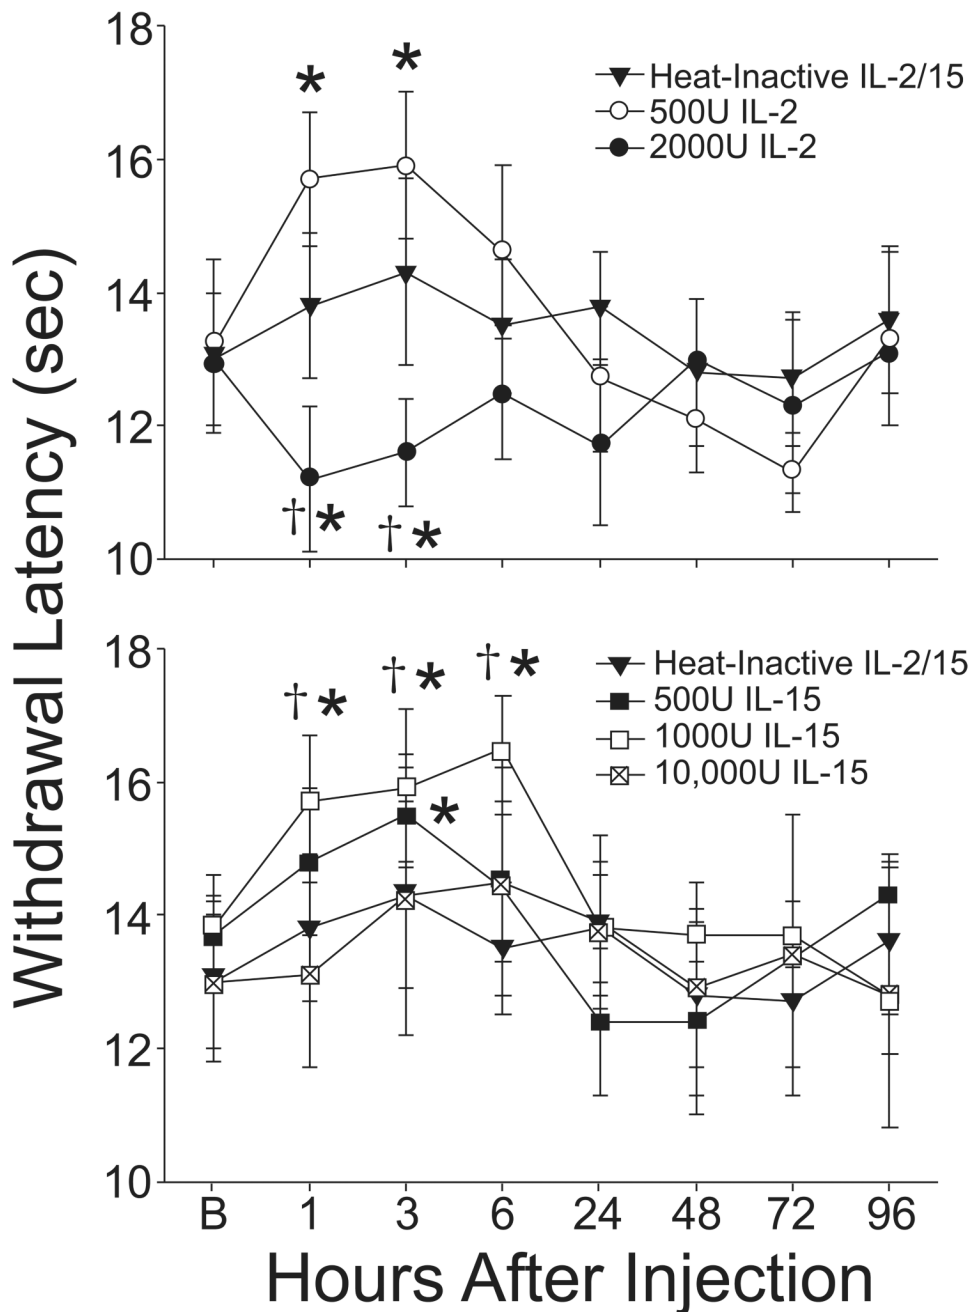 Withdrawal Latency (sec)
18
16
14
12
10
* *
Heat-Inactive IL-2/15
500U IL-2
2000U IL-2
†* †*
18
16
14
12
10
†* †* †*
*
Heat-Inactive IL-2/15
500U IL-15
1000U IL-15
10,000U IL-15
B 1 3 6 24 48 72 96
Hours After Injection